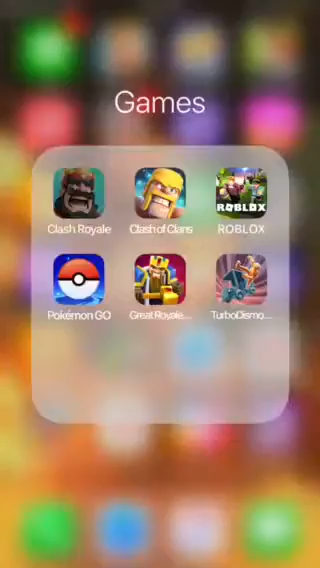 Games
ROBLOX
Clash Royale
Clash of Clans
ROBLOX
Pokémon GO
Great Royale...
TurboDismo...